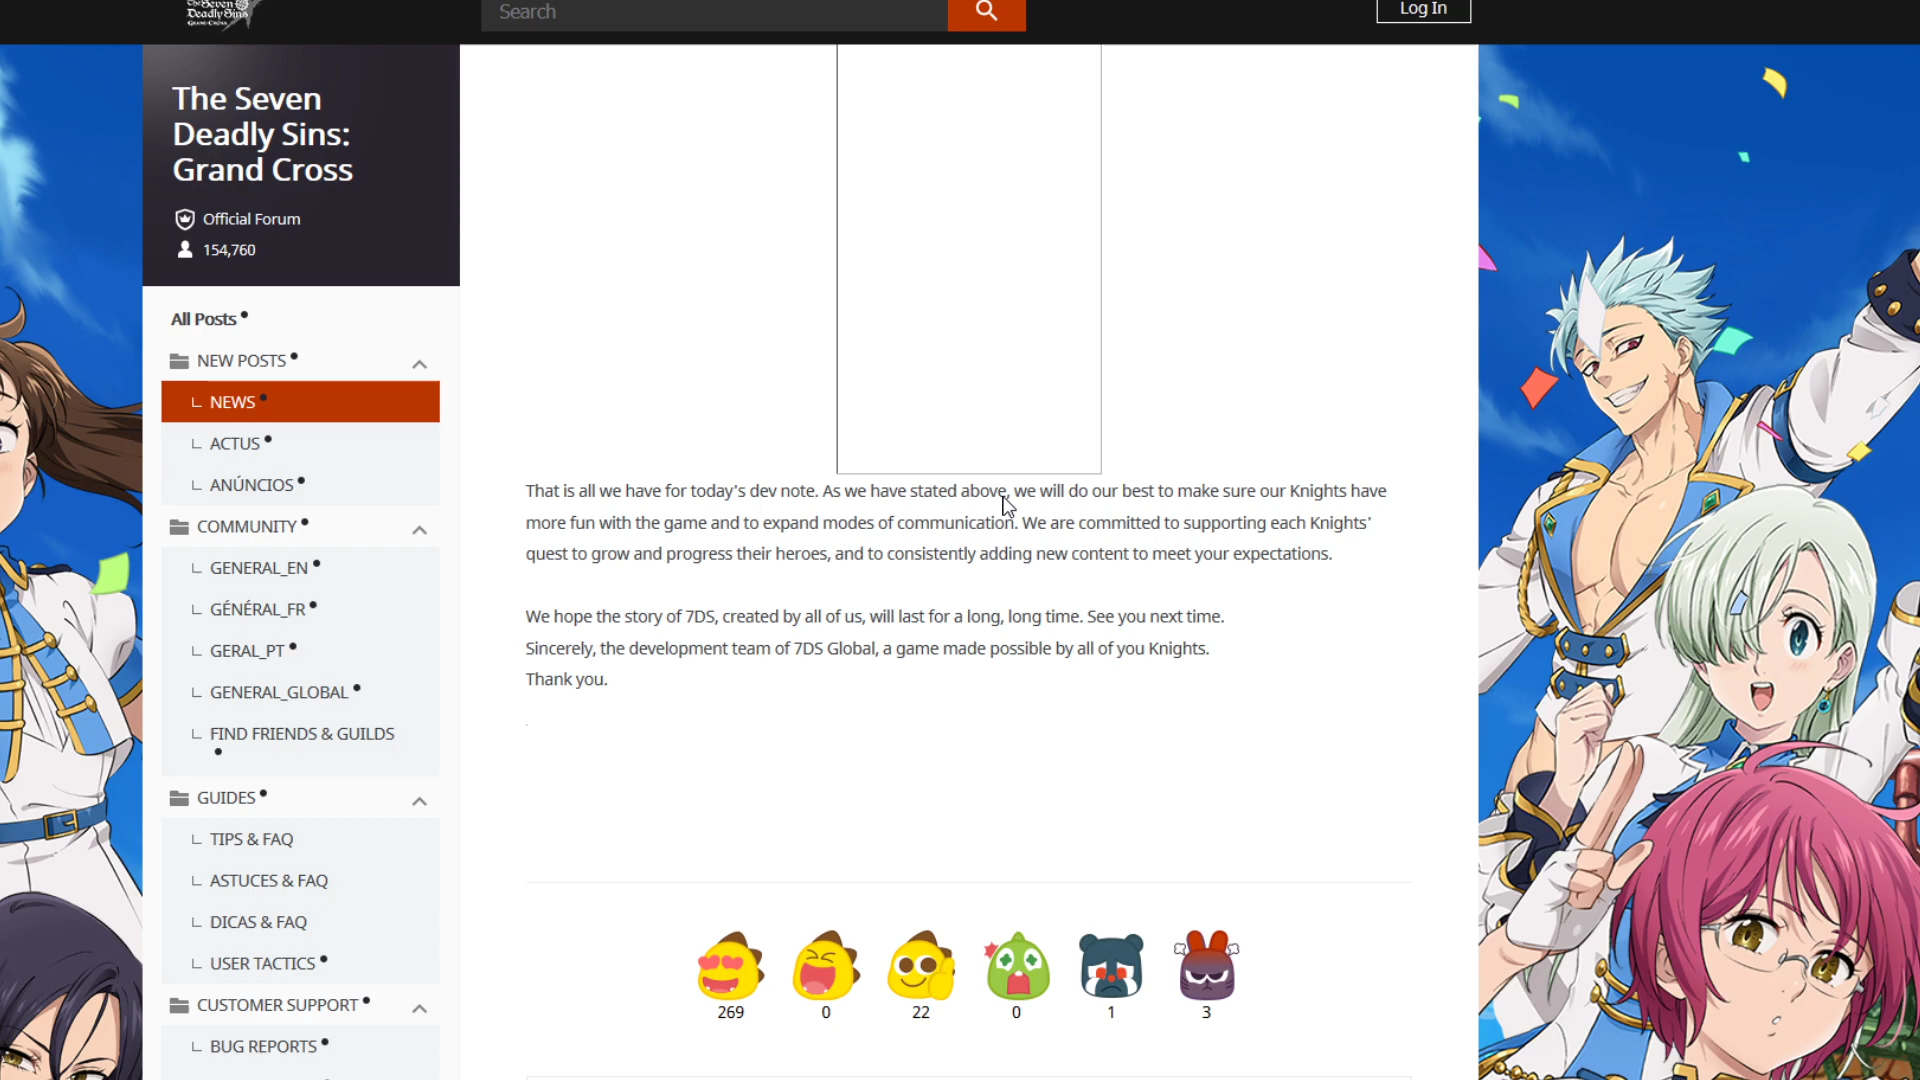 The Seven
Deadly Sins
GRAND CROSS
Search
Log In
The Seven
Deadly Sins:
Grand Cross
Official Forum
154,760
All Posts
NEW POSTS
NEWS
ACTUS
ANÚNCIOS
COMMUNITY
GENERAL_EN
GÉNÉRAL_FR
GERAL_PT
GENERAL_GLOBAL
FIND FRIENDS & GUILDS
GUIDES
TIPS & FAQ
ASTUCES & FAQ
DICAS & FAQ
USER TACTICS
CUSTOMER SUPPORT
BUG REPORTS
That is all we have for today's dev note. As we have stated above, we will do our best to make sure our Knights have
more fun with the game and to expand modes of communication. We are committed to supporting each Knights'
quest to grow and progress their heroes, and to consistently adding new content to meet your expectations.
We hope the story of 7DS, created by all of us, will last for a long, long time. See you next time.
Sincerely, the development team of 7DS Global, a game made possible by all of you Knights.
Thank you.
.
269
0
22
0
1
3